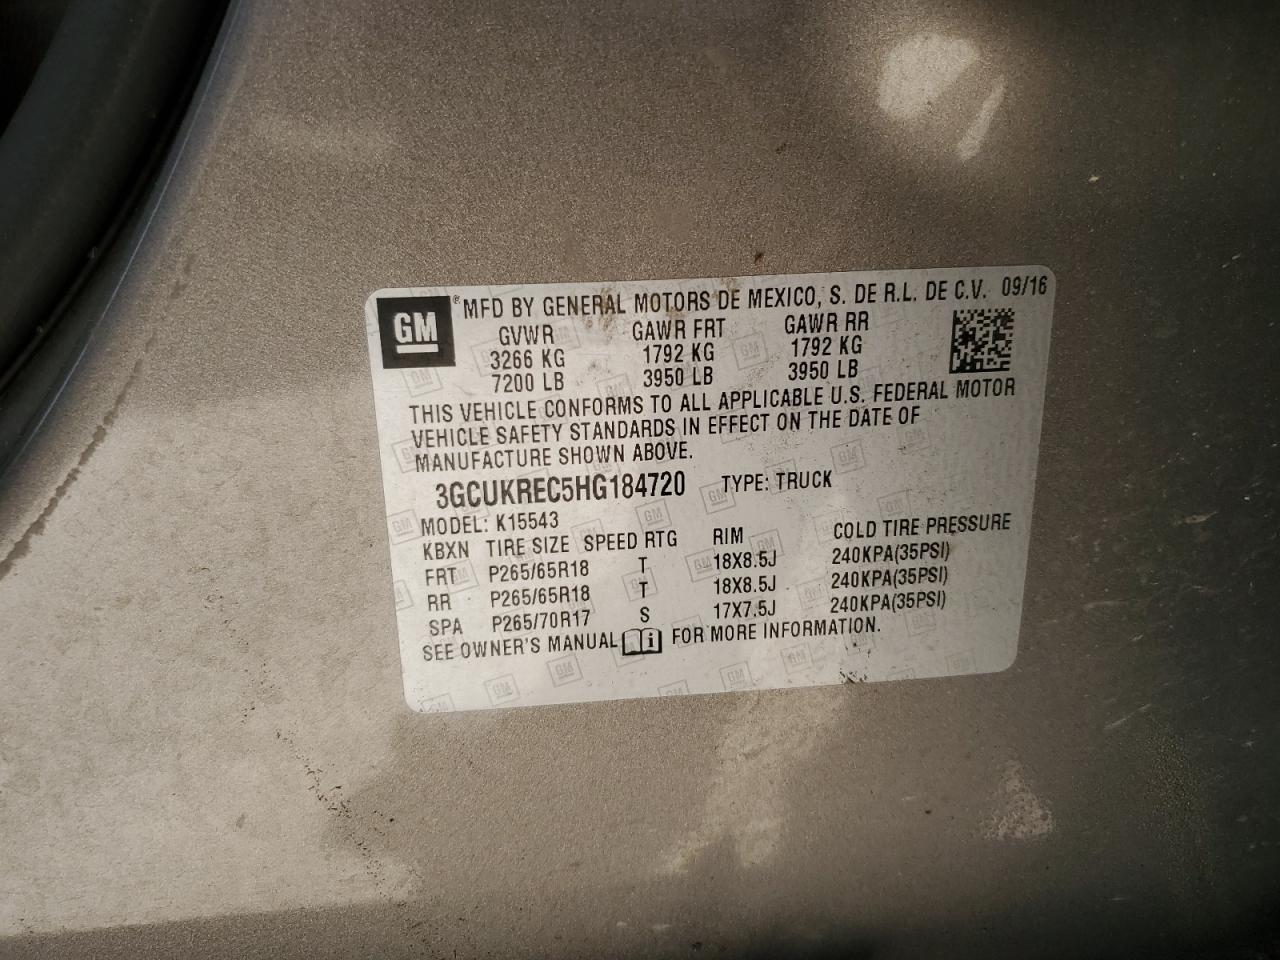 GM ® MFD BY GENERAL MOTORS DE MEXICO, S. DE R.L. DE C.V. 09/16
GVWR GAWR FRT GAWR RR
3266 KG 1792 KG 1792 KG
7200 LB 3950 LB 3950 LB
THIS VEHICLE CONFORMS TO ALL APPLICABLE U.S. FEDERAL MOTOR
VEHICLE SAFETY STANDARDS IN EFFECT ON THE DATE OF
MANUFACTURE SHOWN ABOVE.
3GCUKREC5HG184720 TYPE: TRUCK
MODEL: K15543
KBXN TIRE SIZE SPEED RTG RIM COLD TIRE PRESSURE
FRT P265/65R18 T 18X8.5J 240KPA(35PSI)
RR P265/65R18 T 18X8.5J 240KPA(35PSI)
SPA P265/70R17 S 17X7.5J 240KPA(35PSI)
SEE OWNER'S MANUAL i FOR MORE INFORMATION.